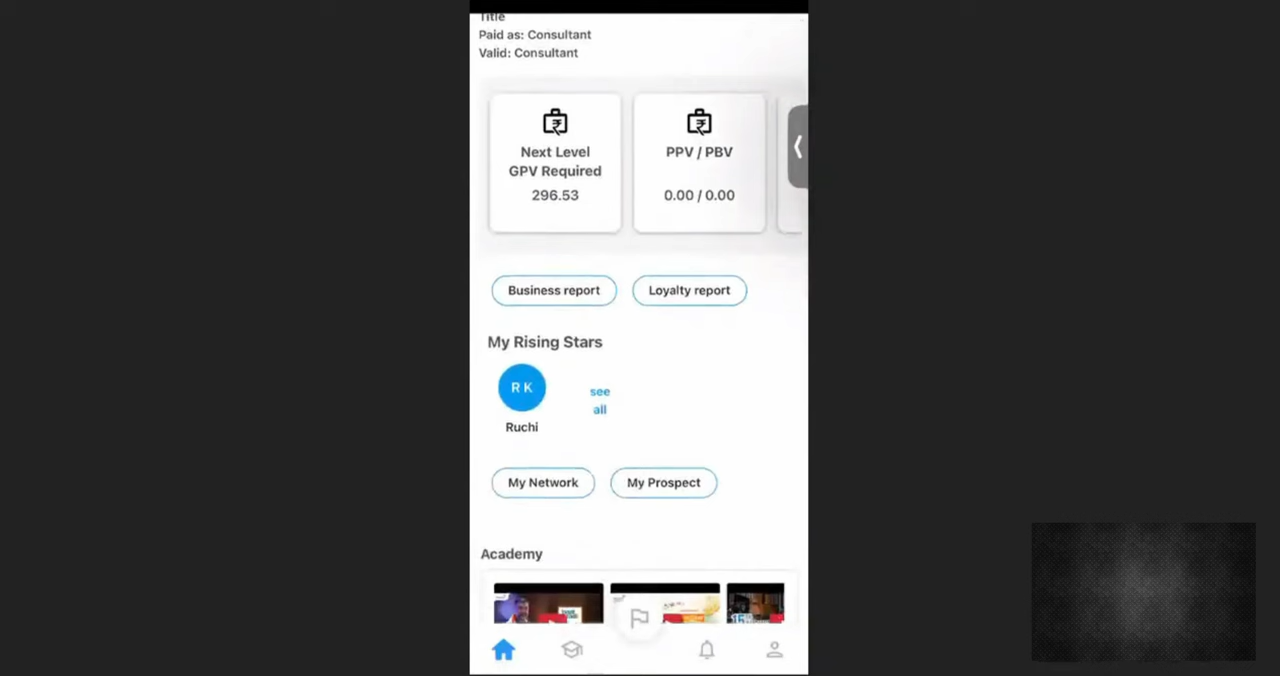 Title
Paid as: Consultant
Valid: Consultant
Next Level
GPV Required
296.53
PPV / PBV
0.00 / 0.00
Business report
Loyalty report
My Rising Stars
R K
Ruchi
see
all
My Network
My Prospect
Academy